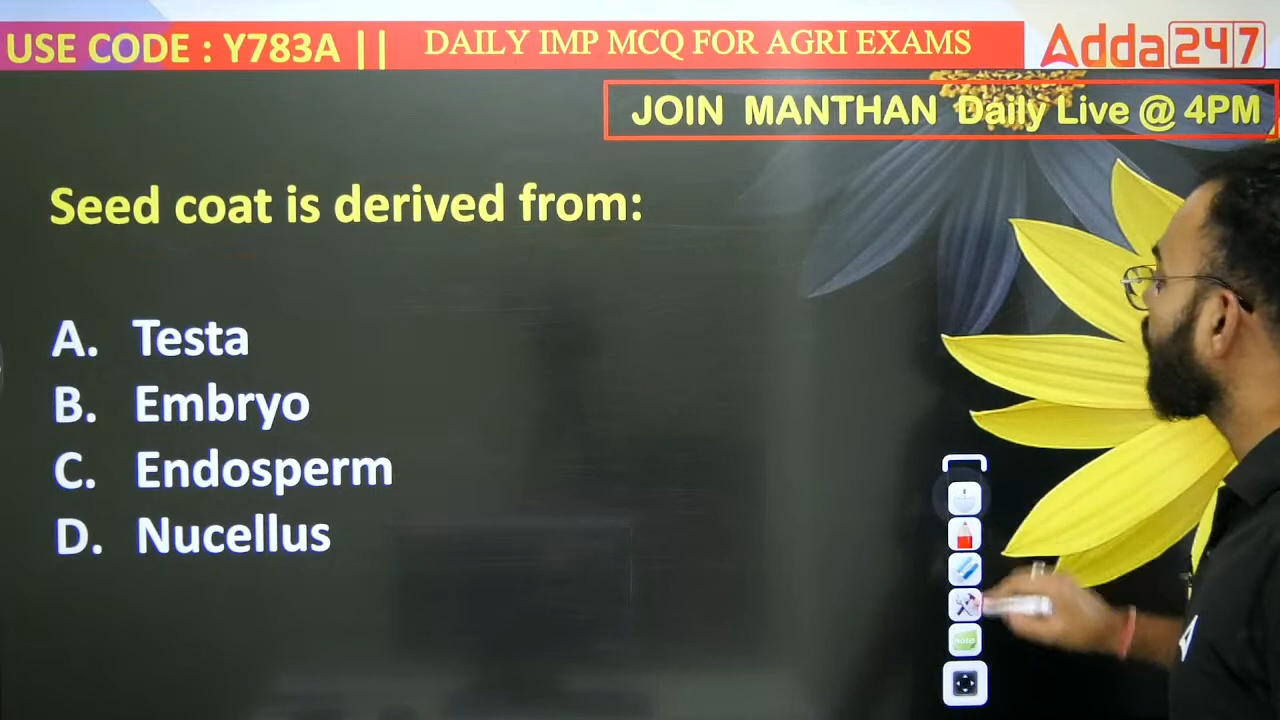 USE CODE : Y783A ||
DAILY IMP MCQ FOR AGRI EXAMS
Adda247
JOIN MANTHAN Daily Live @ 4PM
Seed coat is derived from:
A. Testa
B. Embryo
C. Endosperm
D. Nucellus
note